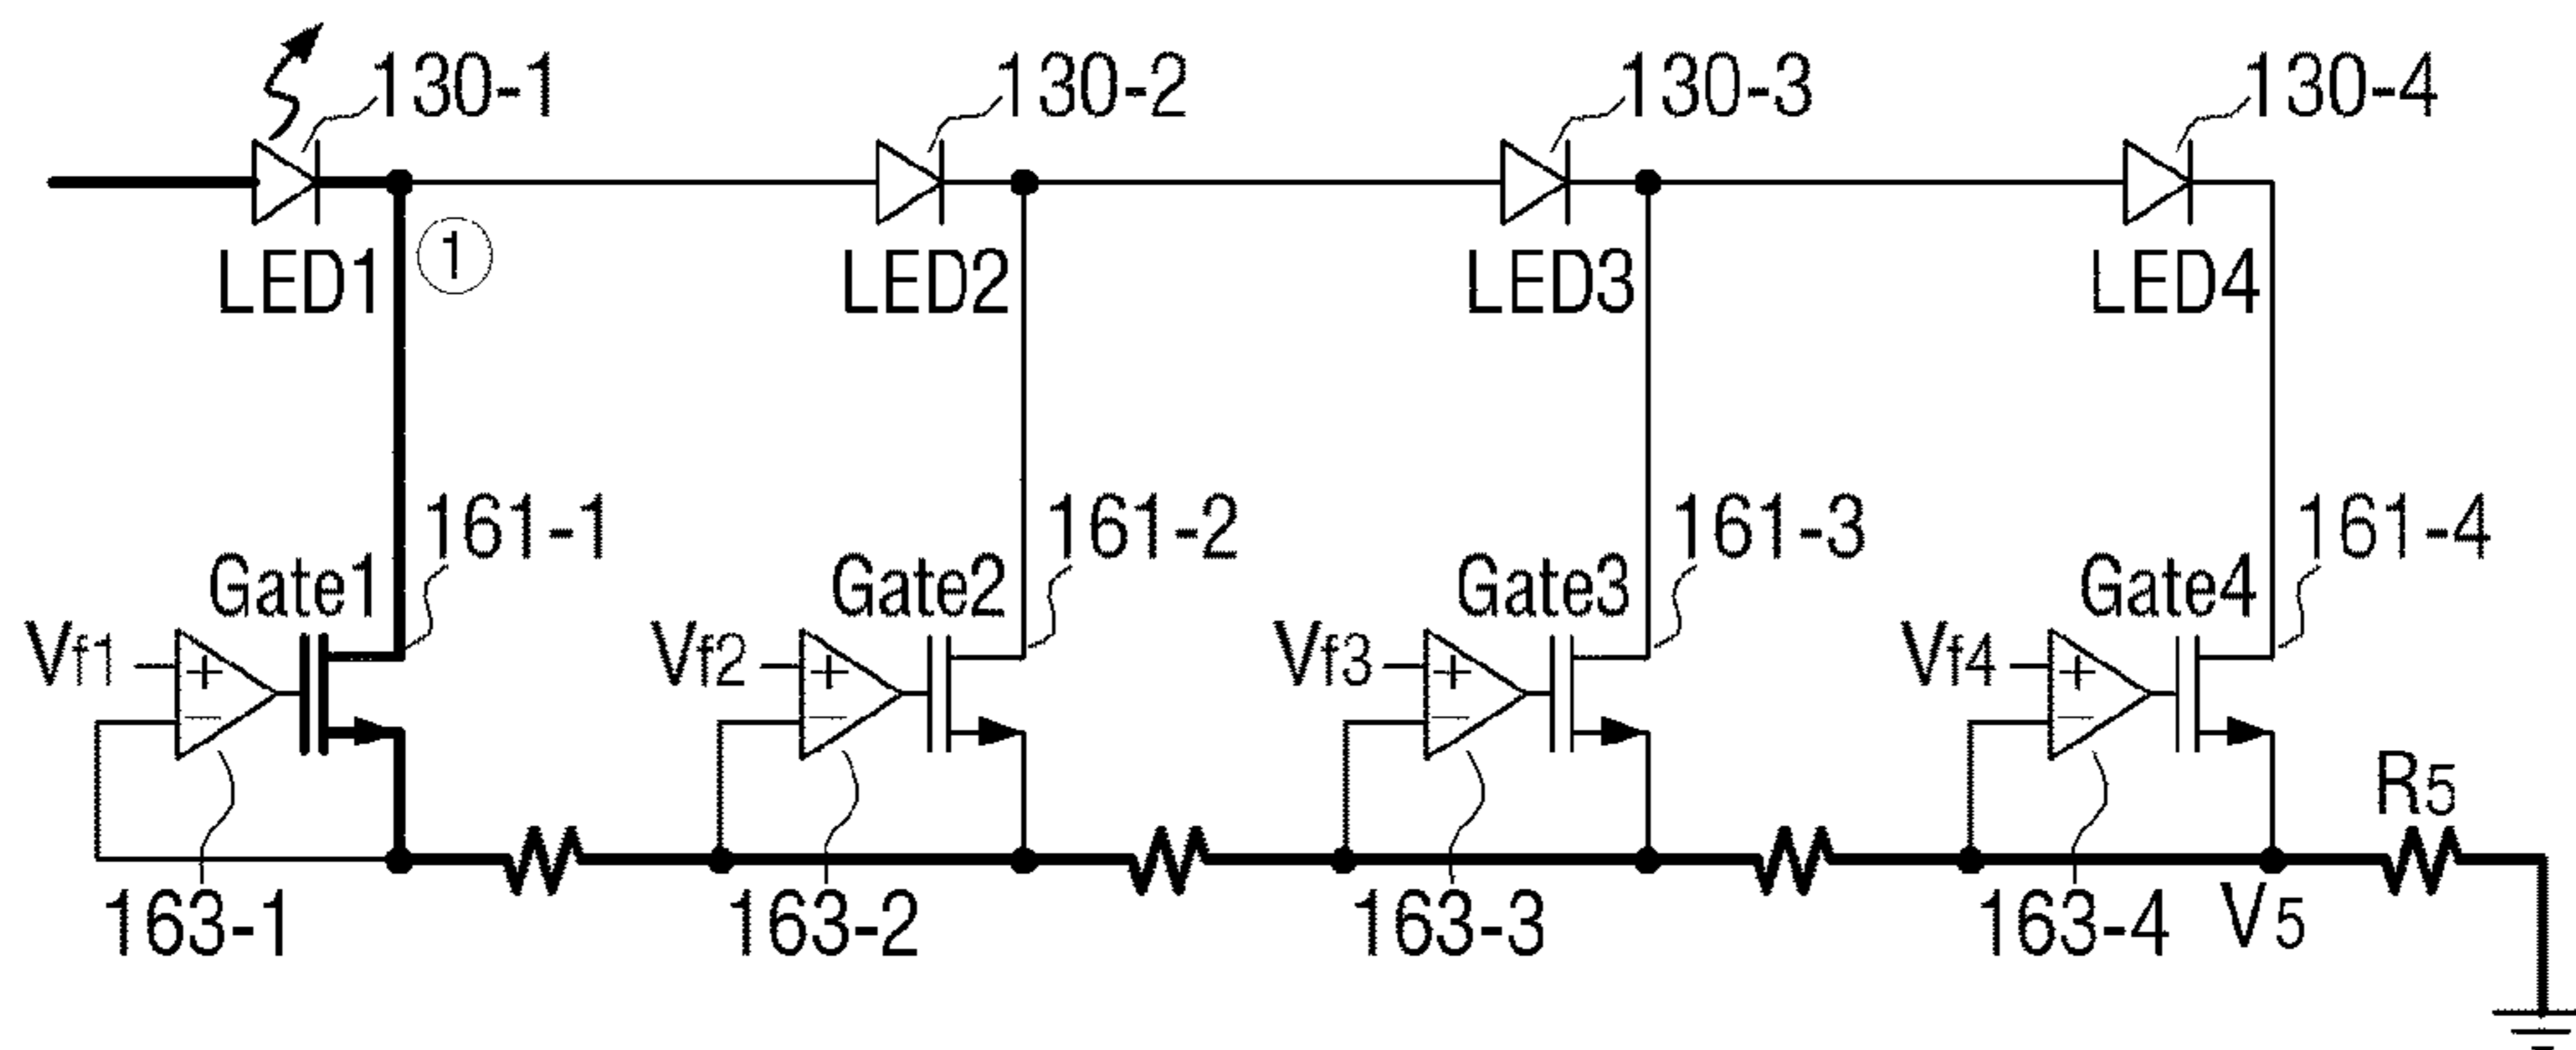 130-1 130-2 130-3 130-4
LED1 1 LED2 LED3 LED4
161-1 161-2 161-3 161-4
Gate1 Gate2 Gate3 Gate4
Vf1 + Vf2 + Vf3 + Vf4 +
− − − −
R5
163-1 163-2 163-3 163-4 V5